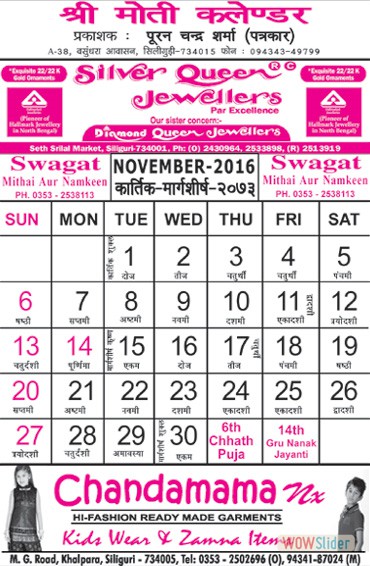 श्री मोती कलेण्डर
प्रकाशक : पूरन चन्द्र शर्मा (पत्रकार)
A-38, वसुंधरा आवासन, सिलीगुड़ी-734015 फोन : 094343-49799
*Exquisite 22/22 K Gold Ornaments
Silver Queen ® ©
Jewellers
Par Excellence
Our sister concern:-
Diamond Queen Jewellers
*Exquisite 22/22 K Gold Ornaments
(Pioneer of Hallmark Jewellery in North Bengal)
(Pioneer of Hallmark Jewellery in North Bengal)
Seth Srilal Market, Siliguri-734001, Ph: (O) 2430964, 2533898, (R) 2513919
Swagat
Mithai Aur Namkeen
PH. 0353 - 2538113
NOVEMBER-2016
कार्तिक-मार्गशीर्ष-२०७३
Swagat
Mithai Aur Namkeen
PH. 0353 - 2538113
SUN MON TUE WED THU FRI SAT
कार्तिक शुक्ल 1 2 3 4 5
दोज तीज चतुर्थी चतुर्थी पंचमी
6 7 8 9 10 11 द्वादशी 12
षष्ठी सप्तमी अष्टमी नवमी दशमी एकादशी त्रयोदशी
13 14 मार्गशीर्ष कृष्ण 15 16 17 चतुर्थी 18 19
चतुर्दशी पूर्णिमा एकम दोज तीज पंचमी षष्ठी
20 21 22 23 24 25 26
सप्तमी अष्टमी नवमी दशमी एकादशी एकादशी द्वादशी
27 28 29 मार्गशीर्ष शुक्ल 30 6th Chhath Puja 14th Gru Nanak Jayanti
त्रयोदशी चतुर्दशी अमावस्या एकम
Chandamama Nx
HI-FASHION READY MADE GARMENTS
Kids Wear & Zamna Item
WOWSlider
M. G. Road, Khalpara, Siliguri - 734005, Tel: 0353 - 2502696 (O), 94341-87024 (M)